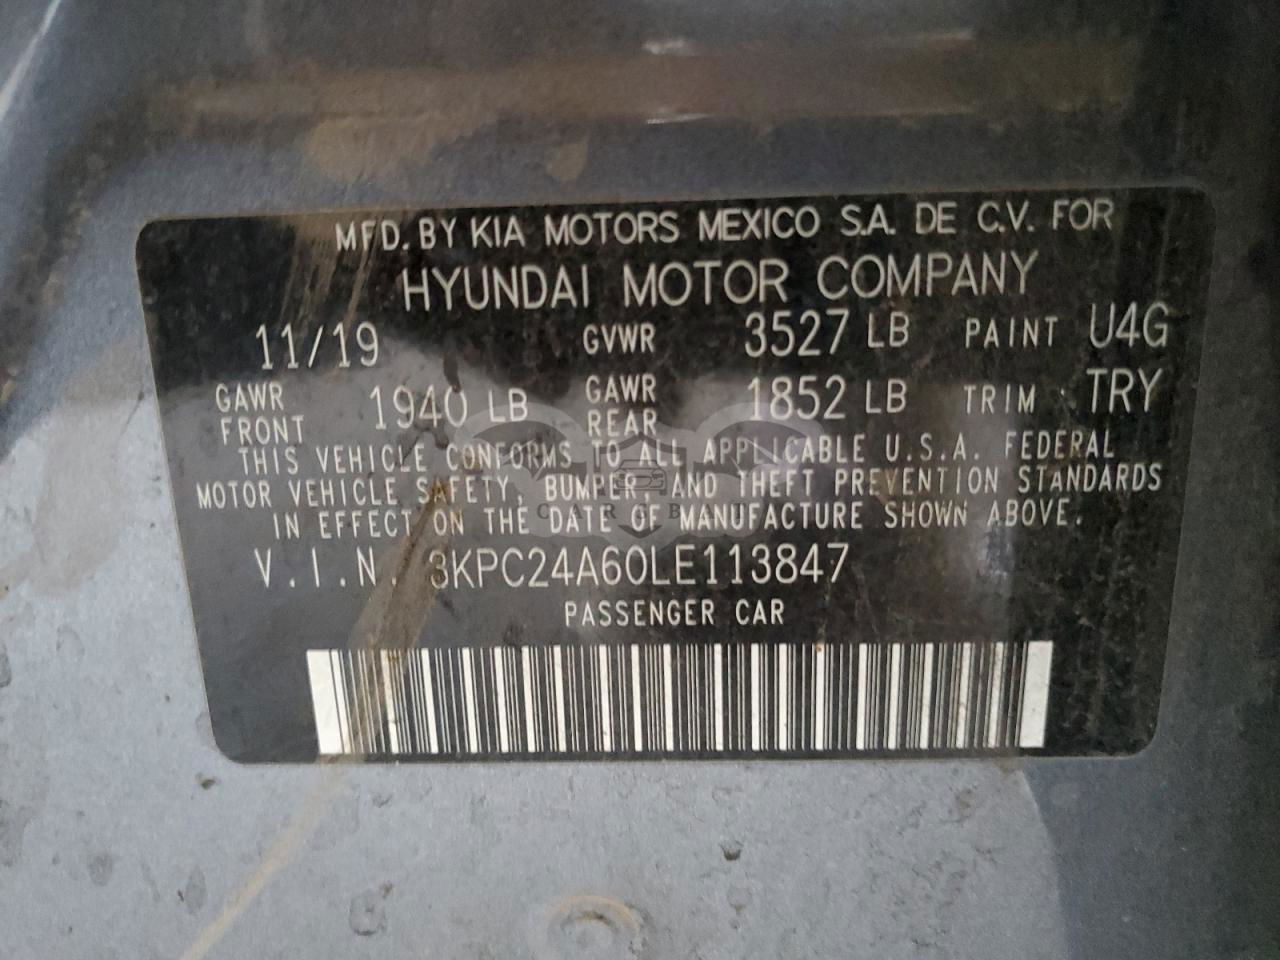 MFD. BY KIA MOTORS MEXICO S.A. DE C.V. FOR
HYUNDAI MOTOR COMPANY
11/19 GVWR 3527 LB PAINT U4G
GAWR FRONT 1940 LB GAWR REAR 1852 LB TRIM TRY
THIS VEHICLE CONFORMS TO ALL APPLICABLE U.S.A. FEDERAL
MOTOR VEHICLE SAFETY, BUMPER, AND THEFT PREVENTION STANDARDS
IN EFFECT ON THE DATE OF MANUFACTURE SHOWN ABOVE.
V.I.N. 3KPC24A60LE113847
PASSENGER CAR